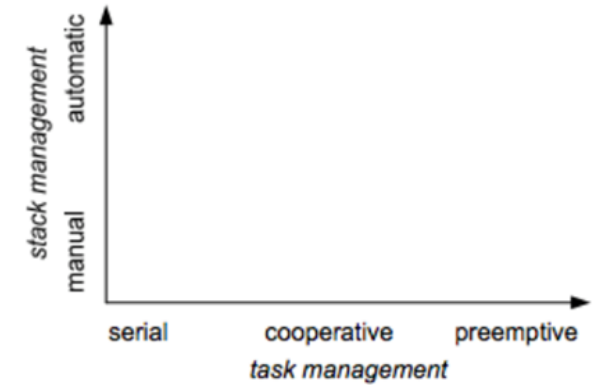 automatic
stack management
manual
serial cooperative preemptive
task management